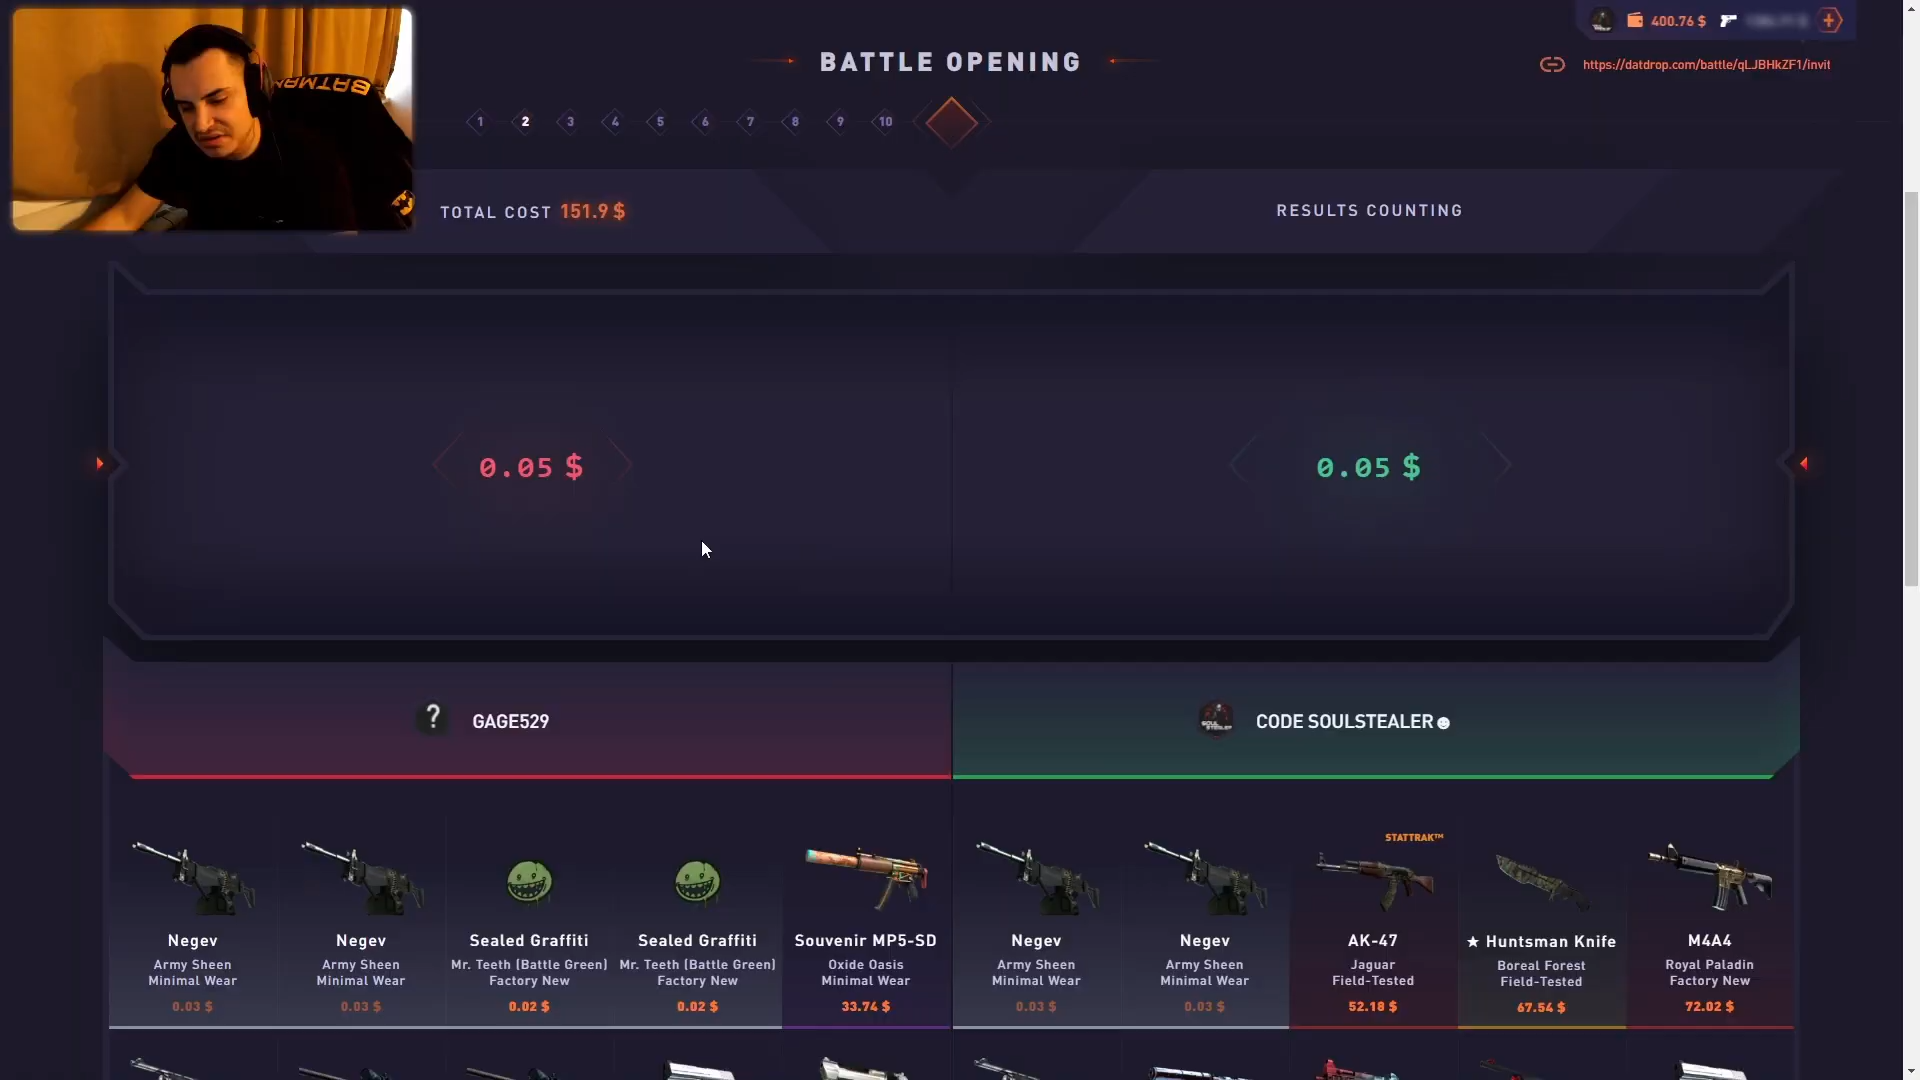 BATMAN
400.76 $
BATTLE OPENING
https://datdrop.com/battle/qLJBHkZF1/invit
1 2 3 4 5 6 7 8 9 10
TOTAL COST 151.9 $
RESULTS COUNTING
0.05 $
0.05 $
? GAGE529
SOUL STEALER
CODE SOULSTEALER☻
Negev
Army Sheen
Minimal Wear
0.03 $
Negev
Army Sheen
Minimal Wear
0.03 $
Sealed Graffiti
Mr. Teeth (Battle Green)
Factory New
0.02 $
Sealed Graffiti
Mr. Teeth (Battle Green)
Factory New
0.02 $
Souvenir MP5-SD
Oxide Oasis
Minimal Wear
33.74 $
Negev
Army Sheen
Minimal Wear
0.03 $
Negev
Army Sheen
Minimal Wear
0.03 $
STATTRAK™
AK-47
Jaguar
Field-Tested
52.18 $
★ Huntsman Knife
Boreal Forest
Field-Tested
67.54 $
M4A4
Royal Paladin
Factory New
72.02 $